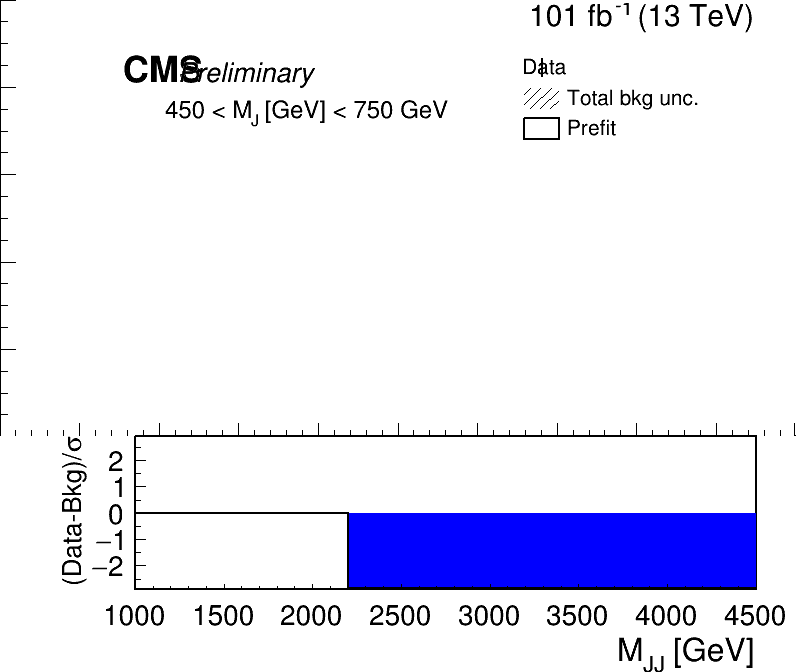 101 fb⁻¹ (13 TeV)
CMS Preliminary
450 < M_J [GeV] < 750 GeV
Data
Total bkg unc.
Prefit
(Data-Bkg)/σ
2
1
0
−1
−2
1000 1500 2000 2500 3000 3500 4000 4500
M_JJ [GeV]